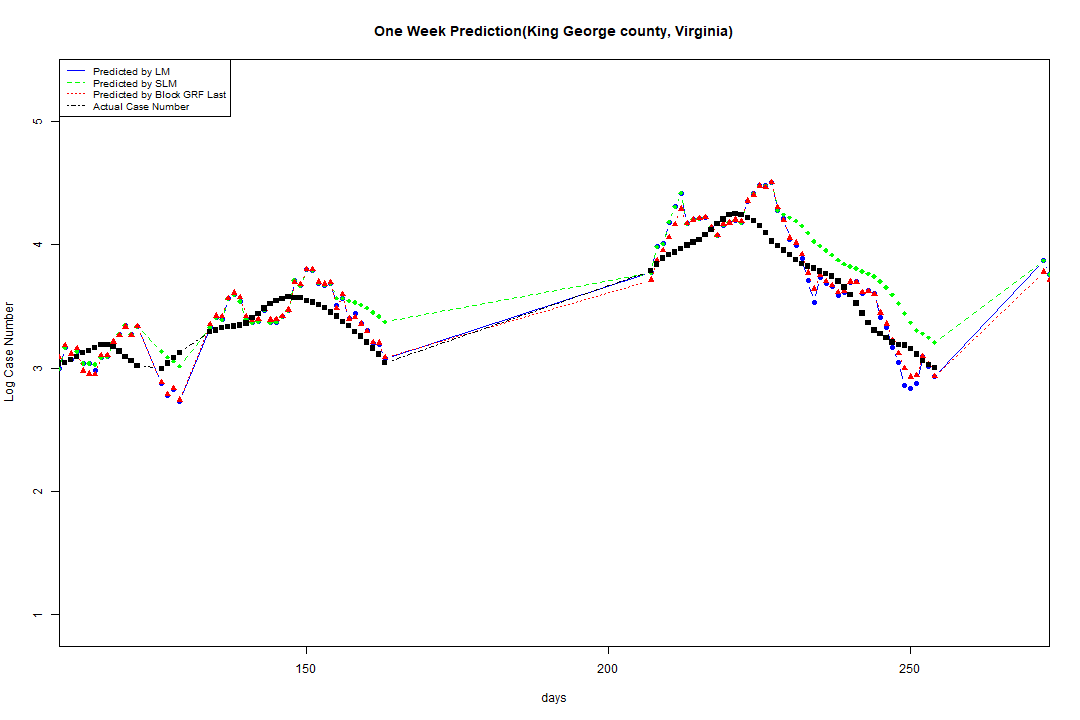 One Week Prediction(King George county, Virginia)
Predicted by LM
Predicted by SLM
Predicted by Block GRF Last
Actual Case Number
5
4
3
2
1
Log Case Number
150
200
250
days